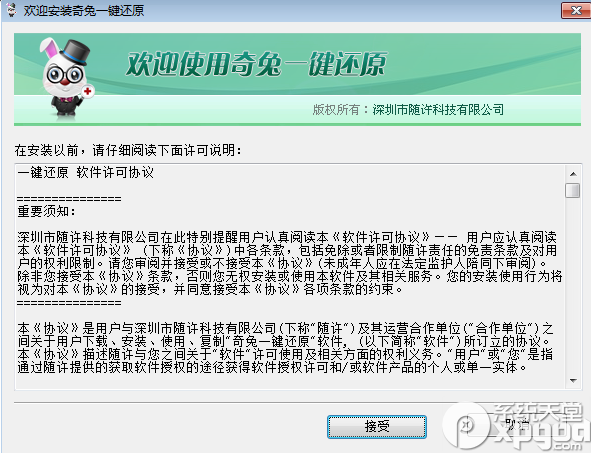 欢迎安装奇兔一键还原
欢迎使用奇兔一键还原
版权所有：深圳市随许科技有限公司
在安装以前，请仔细阅读下面许可说明：
一键还原 软件许可协议
===============
重要须知：
深圳市随许科技有限公司在此特别提醒用户认真阅读本《软件许可协议》－－ 用户应认真阅读
本《软件许可协议》（下称《协议》)中各条款，包括免除或者限制随许责任的免责条款及对用
户的权利限制。请您审阅并接受或不接受本《协议》(未成年人应在法定监护人陪同下审阅)。
除非您接受本《协议》条款，否则您无权安装或使用本软件及其相关服务。您的安装使用行为将
视为对本《协议》的接受，并同意接受本《协议》各项条款的约束。
===============
本《协议》是用户与深圳市随许科技有限公司(下称"随许")及其运营合作单位("合作单位")之
间关于用户下载、安装、使用、复制"奇兔一键还原"软件, (以下简称"软件")所订立的协议。
本《协议》描述随许与您之间关于"软件"许可使用及相关方面的权利义务。"用户"或"您"是指
通过随许提供的获取软件授权的途径获得软件授权许可和/或软件产品的个人或单一实体。
接受
取消
系统天堂